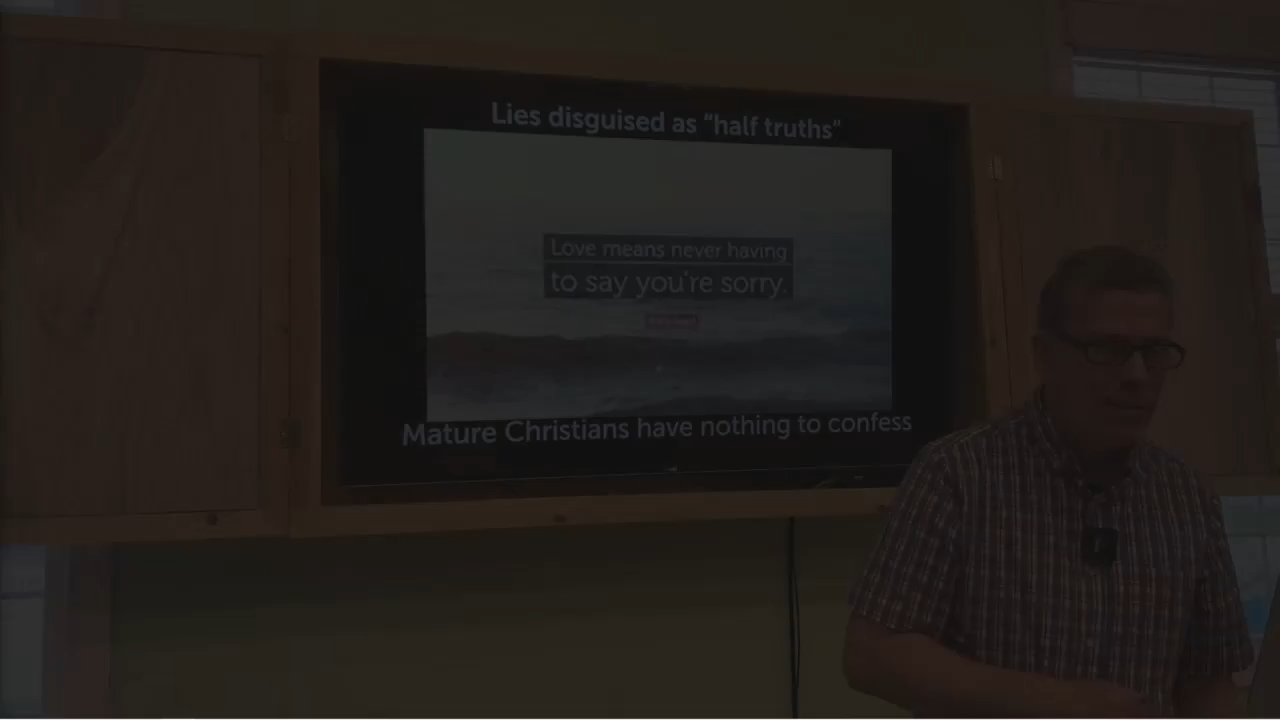 Lies disguised as “half truths"
Love means never having
to say you're sorry.
Mature Christians have nothing to confess